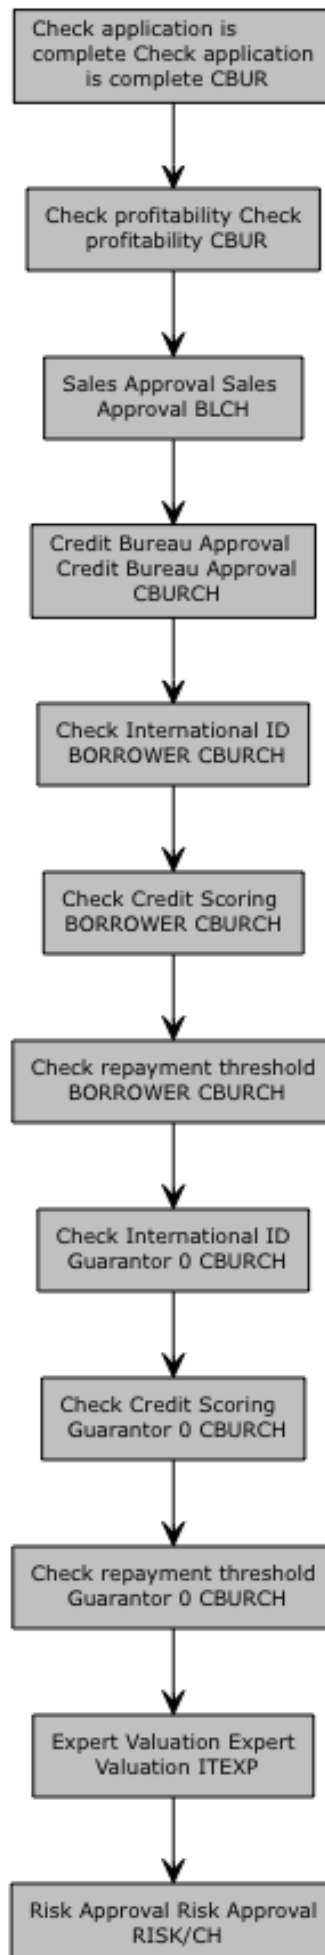 Check application is
complete Check application
is complete CBUR
Check profitability Check
profitability CBUR
Sales Approval Sales
Approval BLCH
Credit Bureau Approval
Credit Bureau Approval
CBURCH
Check International ID
BORROWER CBURCH
Check Credit Scoring
BORROWER CBURCH
Check repayment threshold
BORROWER CBURCH
Check International ID
Guarantor 0 CBURCH
Check Credit Scoring
Guarantor 0 CBURCH
Check repayment threshold
Guarantor 0 CBURCH
Expert Valuation Expert
Valuation ITEXP
Risk Approval Risk Approval
RISK/CH